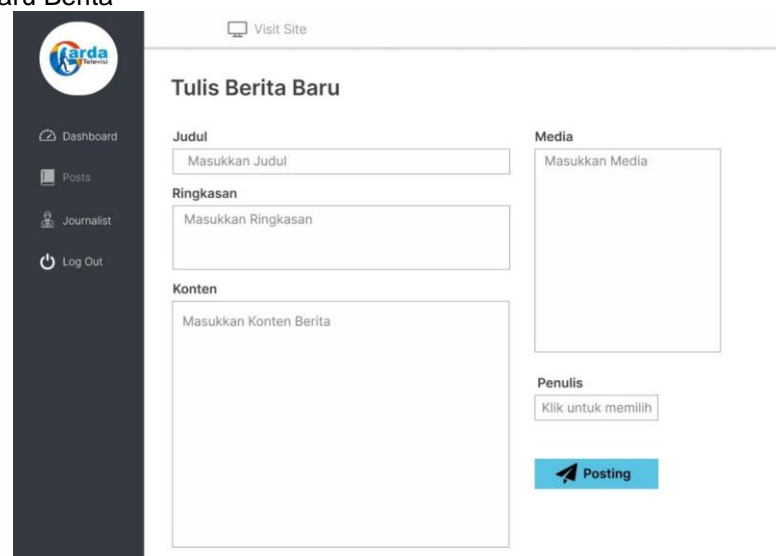 ard Berita
arda
Televisi
Visit Site
Tulis Berita Baru
Dashboard
Posts
Journalist
Log Out
Judul
Masukkan Judul
Ringkasan
Masukkan Ringkasan
Konten
Masukkan Konten Berita
Media
Masukkan Media
Penulis
Klik untuk memilih
Posting